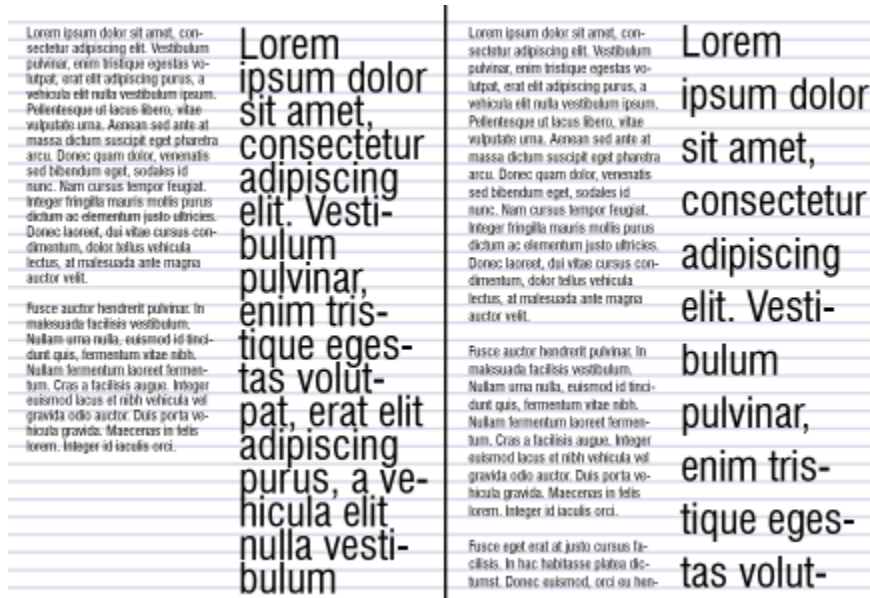 Lorem ipsum dolor sit amet, con-
sectetur adipiscing elit. Vestibulum
pulvinar, enim tristique egestas vo-
lutpat, erat elit adipiscing purus, a
vehicula elit nulla vestibulum ipsum.
Pellentesque ut lacus libero, vitae
vulputate urna. Aenean sed ante at
massa dictum suscipit eget pharetra
arcu. Donec quam dolor, venenatis
sed bibendum eget, sodales id
nunc. Nam cursus tempor feugiat.
Integer fringilla mauris mollis purus
dictum ac elementum justo ultricies.
Donec laoreet, dui vitae cursus con-
dimentum, dolor tellus vehicula
lectus, at malesuada ante magna
auctor velit.
Fusce auctor hendrerit pulvinar. In
malesuada facilisis vestibulum.
Nullam urna nulla, euismod id tinci-
dunt quis, fermentum vitae nibh.
Nullam fermentum laoreet fermen-
tum. Cras a facilisis augue. Integer
euismod lacus et nibh vehicula vel
gravida odio auctor. Duis porta ve-
hicula gravida. Maecenas in felis
lorem. Integer id iaculis orci.
Lorem
ipsum dolor
sit amet,
consectetur
adipiscing
elit. Vesti-
bulum
pulvinar,
enim tris-
tique eges-
tas volut-
pat, erat elit
adipiscing
purus, a ve-
hicula elit
nulla vesti-
bulum
Lorem ipsum dolor sit amet, con-
sectetur adipiscing elit. Vestibulum
pulvinar, enim tristique egestas vo-
lutpat, erat elit adipiscing purus, a
vehicula elit nulla vestibulum ipsum.
Pellentesque ut lacus libero, vitae
vulputate urna. Aenean sed ante at
massa dictum suscipit eget pharetra
arcu. Donec quam dolor, venenatis
sed bibendum eget, sodales id
nunc. Nam cursus tempor feugiat.
Integer fringilla mauris mollis purus
dictum ac elementum justo ultricies.
Donec laoreet, dui vitae cursus con-
dimentum, dolor tellus vehicula
lectus, at malesuada ante magna
auctor velit.
Fusce auctor hendrerit pulvinar. In
malesuada facilisis vestibulum.
Nullam urna nulla, euismod id tinci-
dunt quis, fermentum vitae nibh.
Nullam fermentum laoreet fermen-
tum. Cras a facilisis augue. Integer
euismod lacus et nibh vehicula vel
gravida odio auctor. Duis porta ve-
hicula gravida. Maecenas in felis
lorem. Integer id iaculis orci.
Fusce eget erat at justo cursus fa-
cilisis. In hac habitasse platea dic-
tumst. Donec euismod, orci eu hen-
Lorem
ipsum dolor
sit amet,
consectetur
adipiscing
elit. Vesti-
bulum
pulvinar,
enim tris-
tique eges-
tas volut-